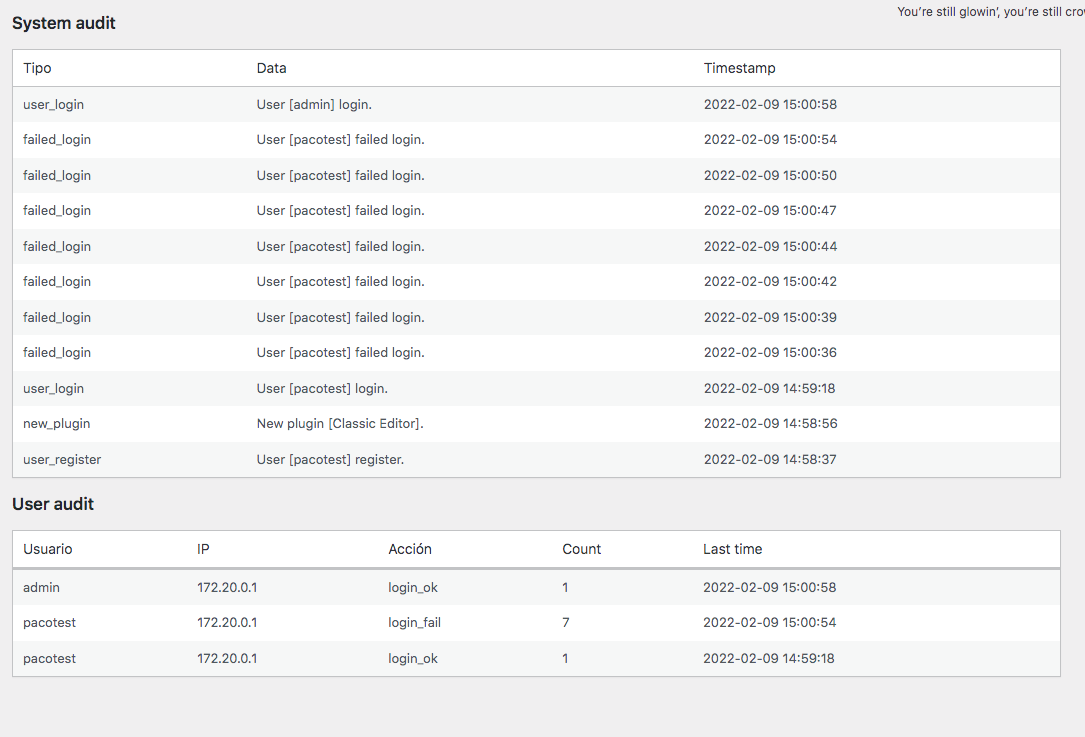 You’re still glowin’, you’re still cro
System audit
Tipo Data Timestamp
user_login User [admin] login. 2022-02-09 15:00:58
failed_login User [pacotest] failed login. 2022-02-09 15:00:54
failed_login User [pacotest] failed login. 2022-02-09 15:00:50
failed_login User [pacotest] failed login. 2022-02-09 15:00:47
failed_login User [pacotest] failed login. 2022-02-09 15:00:44
failed_login User [pacotest] failed login. 2022-02-09 15:00:42
failed_login User [pacotest] failed login. 2022-02-09 15:00:39
failed_login User [pacotest] failed login. 2022-02-09 15:00:36
user_login User [pacotest] login. 2022-02-09 14:59:18
new_plugin New plugin [Classic Editor]. 2022-02-09 14:58:56
user_register User [pacotest] register. 2022-02-09 14:58:37
User audit
Usuario IP Acción Count Last time
admin 172.20.0.1 login_ok 1 2022-02-09 15:00:58
pacotest 172.20.0.1 login_fail 7 2022-02-09 15:00:54
pacotest 172.20.0.1 login_ok 1 2022-02-09 14:59:18